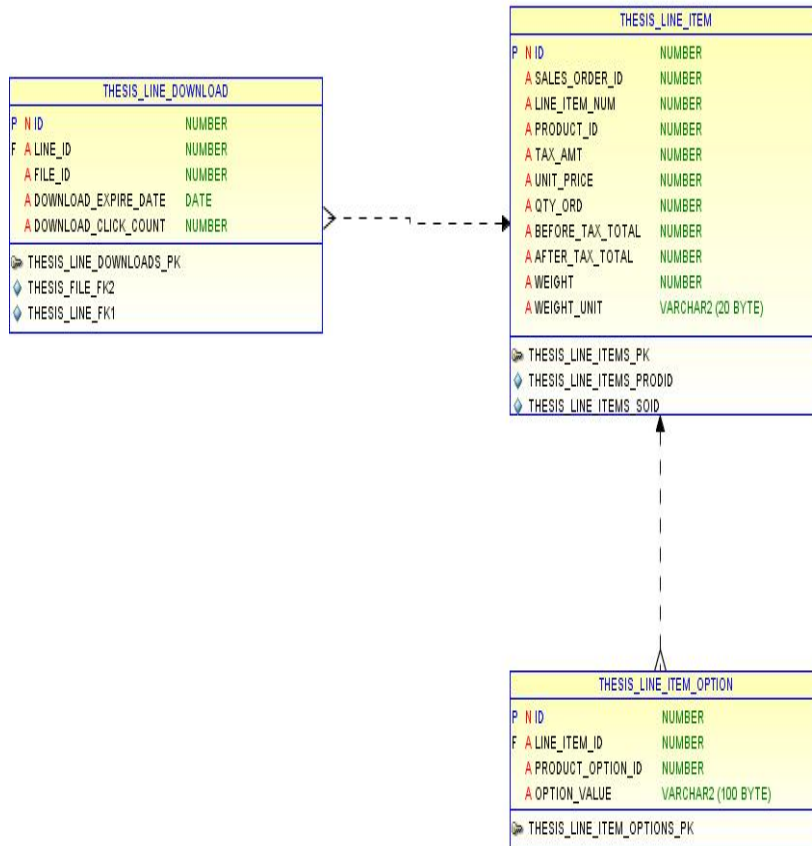 THESIS_LINE_DOWNLOAD
P N ID NUMBER
F A LINE_ID NUMBER
A FILE_ID NUMBER
A DOWNLOAD_EXPIRE_DATE DATE
A DOWNLOAD_CLICK_COUNT NUMBER
THESIS_LINE_DOWNLOADS_PK
THESIS_FILE_FK2
THESIS_LINE_FK1
THESIS_LINE_ITEM
P N ID NUMBER
A SALES_ORDER_ID NUMBER
A LINE_ITEM_NUM NUMBER
A PRODUCT_ID NUMBER
A TAX_AMT NUMBER
A UNIT_PRICE NUMBER
A QTY_ORD NUMBER
A BEFORE_TAX_TOTAL NUMBER
A AFTER_TAX_TOTAL NUMBER
A WEIGHT NUMBER
A WEIGHT_UNIT VARCHAR2 (20 BYTE)
THESIS_LINE_ITEMS_PK
THESIS_LINE_ITEMS_PRODID
THESIS_LINE_ITEMS_SOID
THESIS_LINE_ITEM_OPTION
P N ID NUMBER
F A LINE_ITEM_ID NUMBER
A PRODUCT_OPTION_ID NUMBER
A OPTION_VALUE VARCHAR2 (100 BYTE)
THESIS_LINE_ITEM_OPTIONS_PK